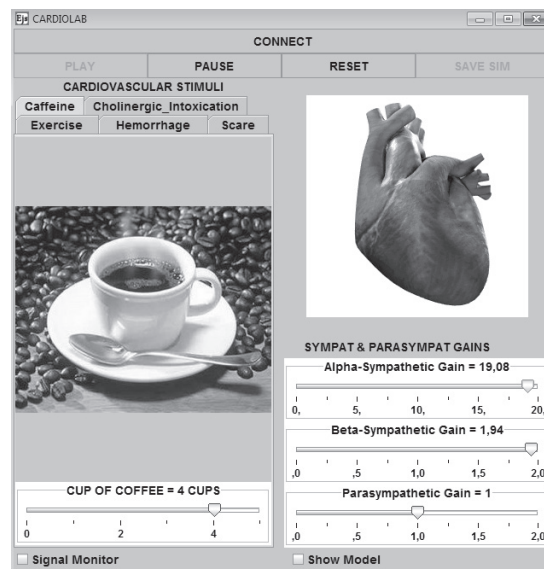 Ejs CARDIOLAB
CONNECT
PLAY PAUSE RESET SAVE SIM
CARDIOVASCULAR STIMULI
Caffeine Cholinergic_Intoxication
Exercise Hemorrhage Scare
SYMPAT & PARASYMPAT GAINS
Alpha-Sympathetic Gain = 19,08
0, 5, 10, 15, 20,
Beta-Sympathetic Gain = 1,94
,0 ,5 1,0 1,5 2,0
CUP OF COFFEE = 4 CUPS
0 2 4
Parasympathetic Gain = 1
,0 ,5 1,0 1,5 2,0
Signal Monitor
Show Model